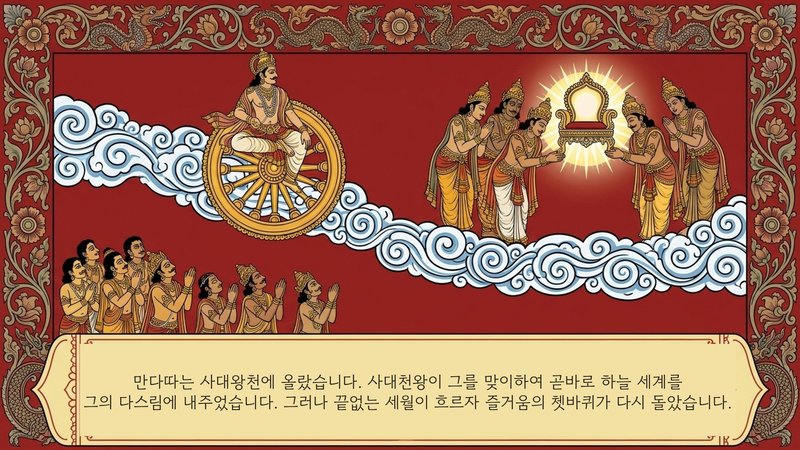 만다따는 사대왕천에 올랐습니다. 사대천왕이 그를 맞이하여 곧바로 하늘 세계를
그의 다스림에 내주었습니다. 그러나 끝없는 세월이 흐르자 즐거움의 쳇바퀴가 다시 돌았습니다.